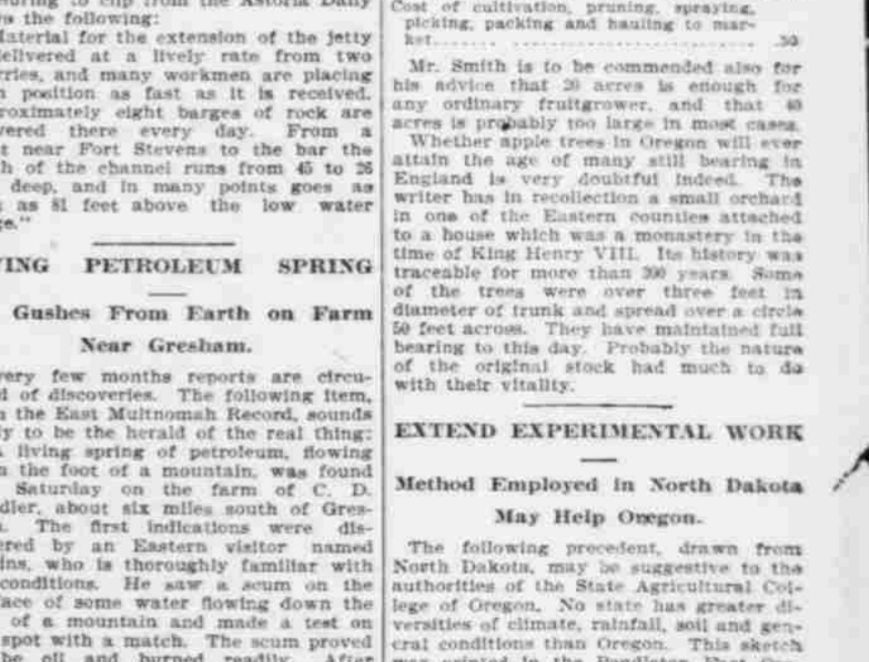 s the following:
Material for the extension of the jetty
delivered at a lively rate from two
rries, and many workmen are placing
n position as fast as it is received.
roximately eight barges of rock are
vered there every day. From a
t near Fort Stevens to the bar the
h of the channel runs from 45 to 26
deep, and in many points goes as
as 81 feet above the low water
ge."
ING PETROLEUM SPRING
Gushes From Earth on Farm
Near Gresham.
very few months reports are circu-
d of discoveries. The following item,
n the East Multnomah Record, sounds
ly to be the herald of the real thing:
living spring of petroleum, flowing
n the foot of a mountain, was found
Saturday on the farm of C. D.
dler, about six miles south of Gres-
. The first indications were dis-
ered by an Eastern visitor named
ins, who is thoroughly familiar with
conditions. He saw a scum on the
ace of some water flowing down the
of a mountain and made a test on
spot with a match. The scum proved
be oil and burned readily. After
Cost of cultivation, pruning, spraying,
picking, packing and hauling to mar-
ket....... .50
Mr. Smith is to be commended also for
his advice that 20 acres is enough for
any ordinary fruitgrower, and that 40
acres is probably too large in most cases.
Whether apple trees in Oregon will ever
attain the age of many still bearing in
England is very doubtful indeed. The
writer has in recollection a small orchard
in one of the Eastern counties attached
to a house which was a monastery in the
time of King Henry VIII. Its history was
traceable for more than 300 years. Some
of the trees were over three feet in
diameter of trunk and spread over a circle
50 feet across. They have maintained full
bearing to this day. Probably the nature
of the original stock had much to do
with their vitality.
EXTEND EXPERIMENTAL WORK
Method Employed in North Dakota
May Help Oregon.
The following precedent, drawn from
North Dakota, may be suggestive to the
authorities of the State Agricultural Col-
lege of Oregon. No state has greater di-
versities of climate, rainfall, soil and gen-
eral conditions than Oregon. This sketch